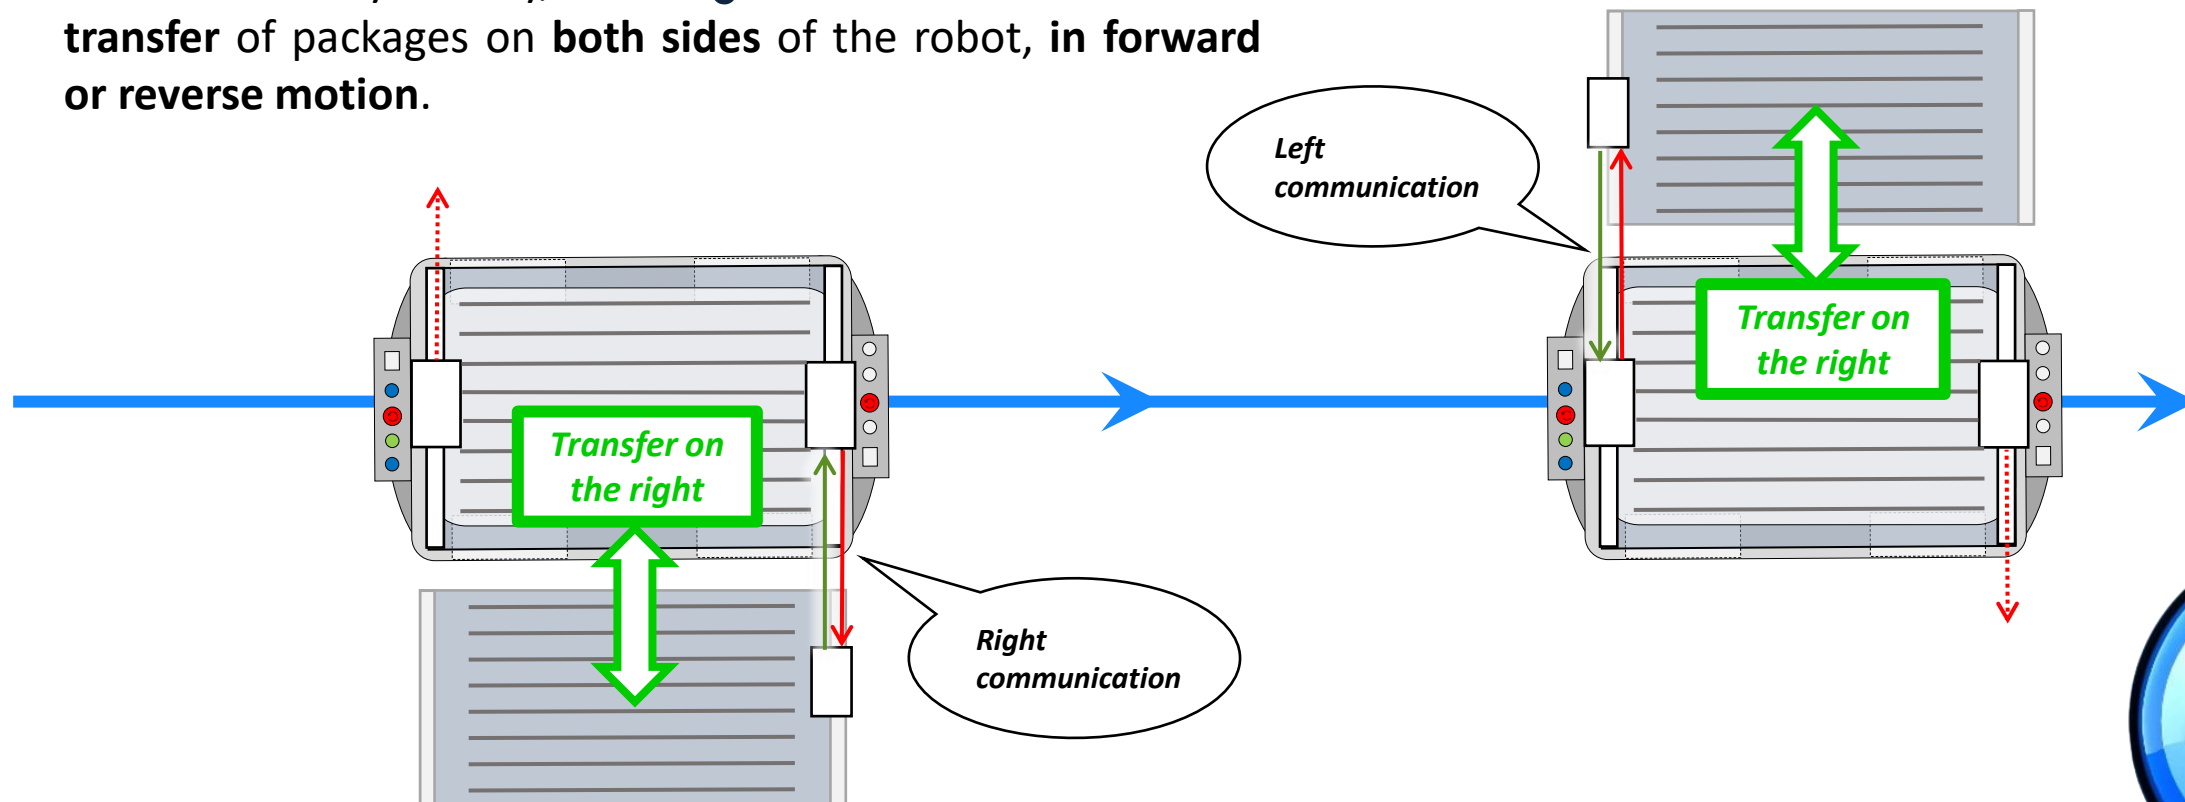 transfer of packages on both sides of the robot, in forward
or reverse motion.
Left
communication
Transfer on
the right
Transfer on
the right
Right
communication